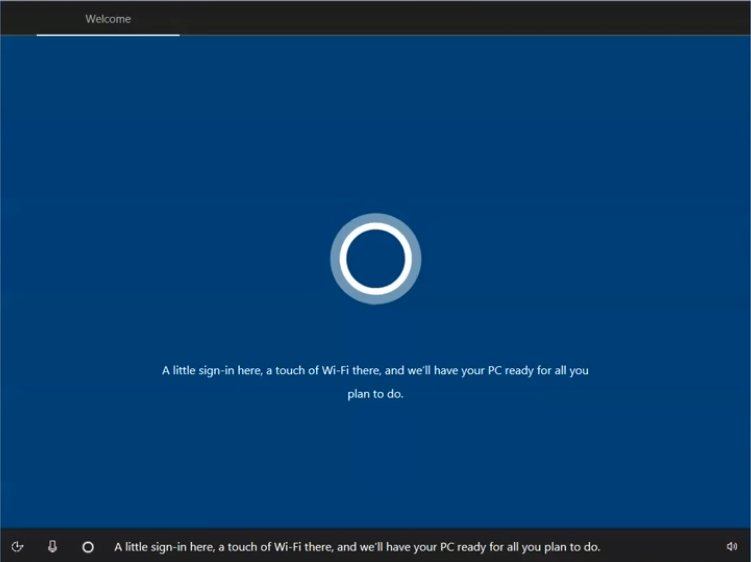 Welcome
A little sign-in here, a touch of Wi-Fi there, and we'll have your PC ready for all you
plan to do.
A little sign-in here, a touch of Wi-Fi there, and we'll have your PC ready for all you plan to do.